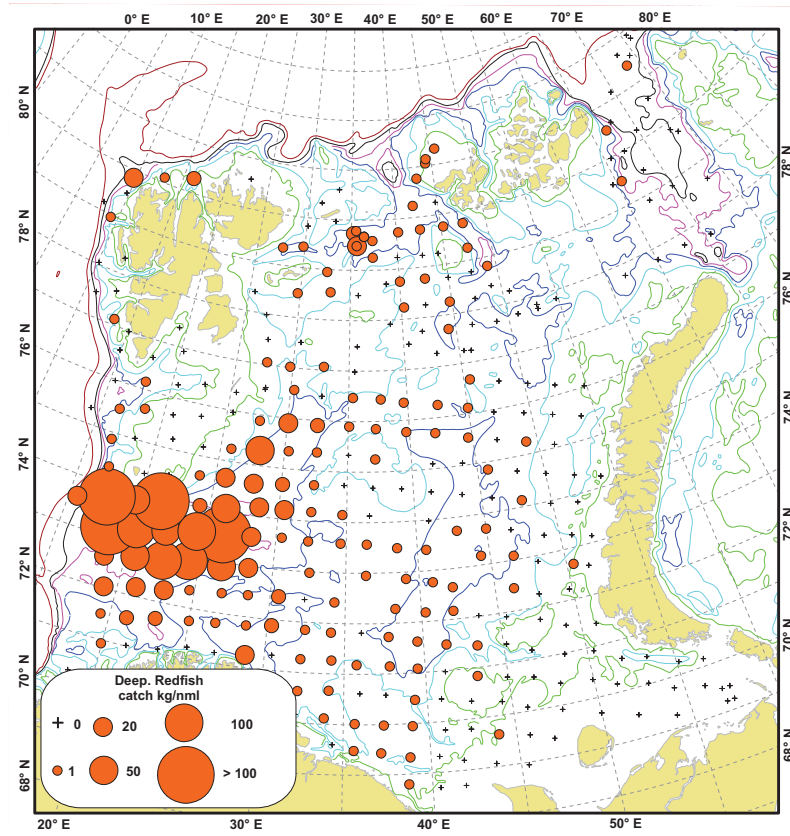 0° E 10° E 20° E 30° E 40° E 50° E 60° E 70° E 80° E
80° N
78° N
76° N
74° N
72° N
70° N
68° N
78° N
76° N
74° N
72° N
70° N
68° N
Deep. Redfish
catch kg/nml
0 20 100
1 50 > 100
20° E 30° E 40° E 50° E